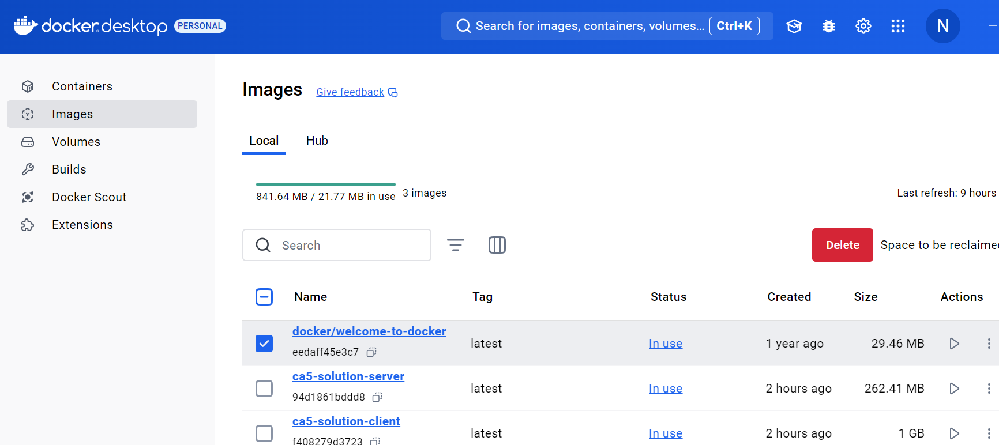 docker desktop PERSONAL
Search for images, containers, volumes... Ctrl+K
N
Containers
Images
Volumes
Builds
Docker Scout
Extensions
Images Give feedback
Local Hub
841.64 MB / 21.77 MB in use 3 images
Last refresh: 9 hours
Search
Delete Space to be reclaimed
Name Tag Status Created Size Actions
docker/welcome-to-docker
eedaff45e3c7 latest In use 1 year ago 29.46 MB
ca5-solution-server
94d1861bddd8 latest In use 2 hours ago 262.41 MB
ca5-solution-client
f408279d3723 latest In use 2 hours ago 1 GB